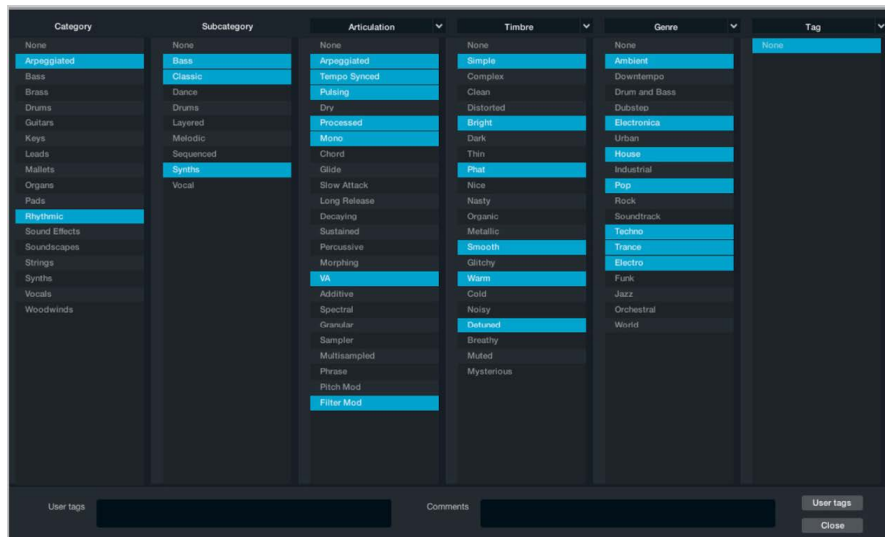 Category Subcategory Articulation Timbre Genre Tag
None None None None None None
Arpeggiated Bass Arpeggiated Simple Ambient
Bass Classic Tempo Synced Complex Downtempo
Brass Dance Pulsing Clean Drum and Bass
Drums Drums Dry Distorted Dubstep
Guitars Layered Processed Bright Electronica
Keys Melodic Mono Dark Urban
Leads Sequenced Chord Thin House
Mallets Synths Glide Phat Industrial
Organs Vocal Slow Attack Nice Pop
Pads Long Release Nasty Rock
Rhythmic Decaying Organic Soundtrack
Sound Effects Sustained Metallic Techno
Soundscapes Percussive Smooth Trance
Strings Morphing Glitchy Electro
Synths VA Warm Funk
Vocals Additive Cold Jazz
Woodwinds Spectral Noisy Orchestral
Granular Detuned World
Sampler Breathy
Multisampled Muted
Phrase Mysterious
Pitch Mod
Filter Mod
User tags Comments User tags
Close